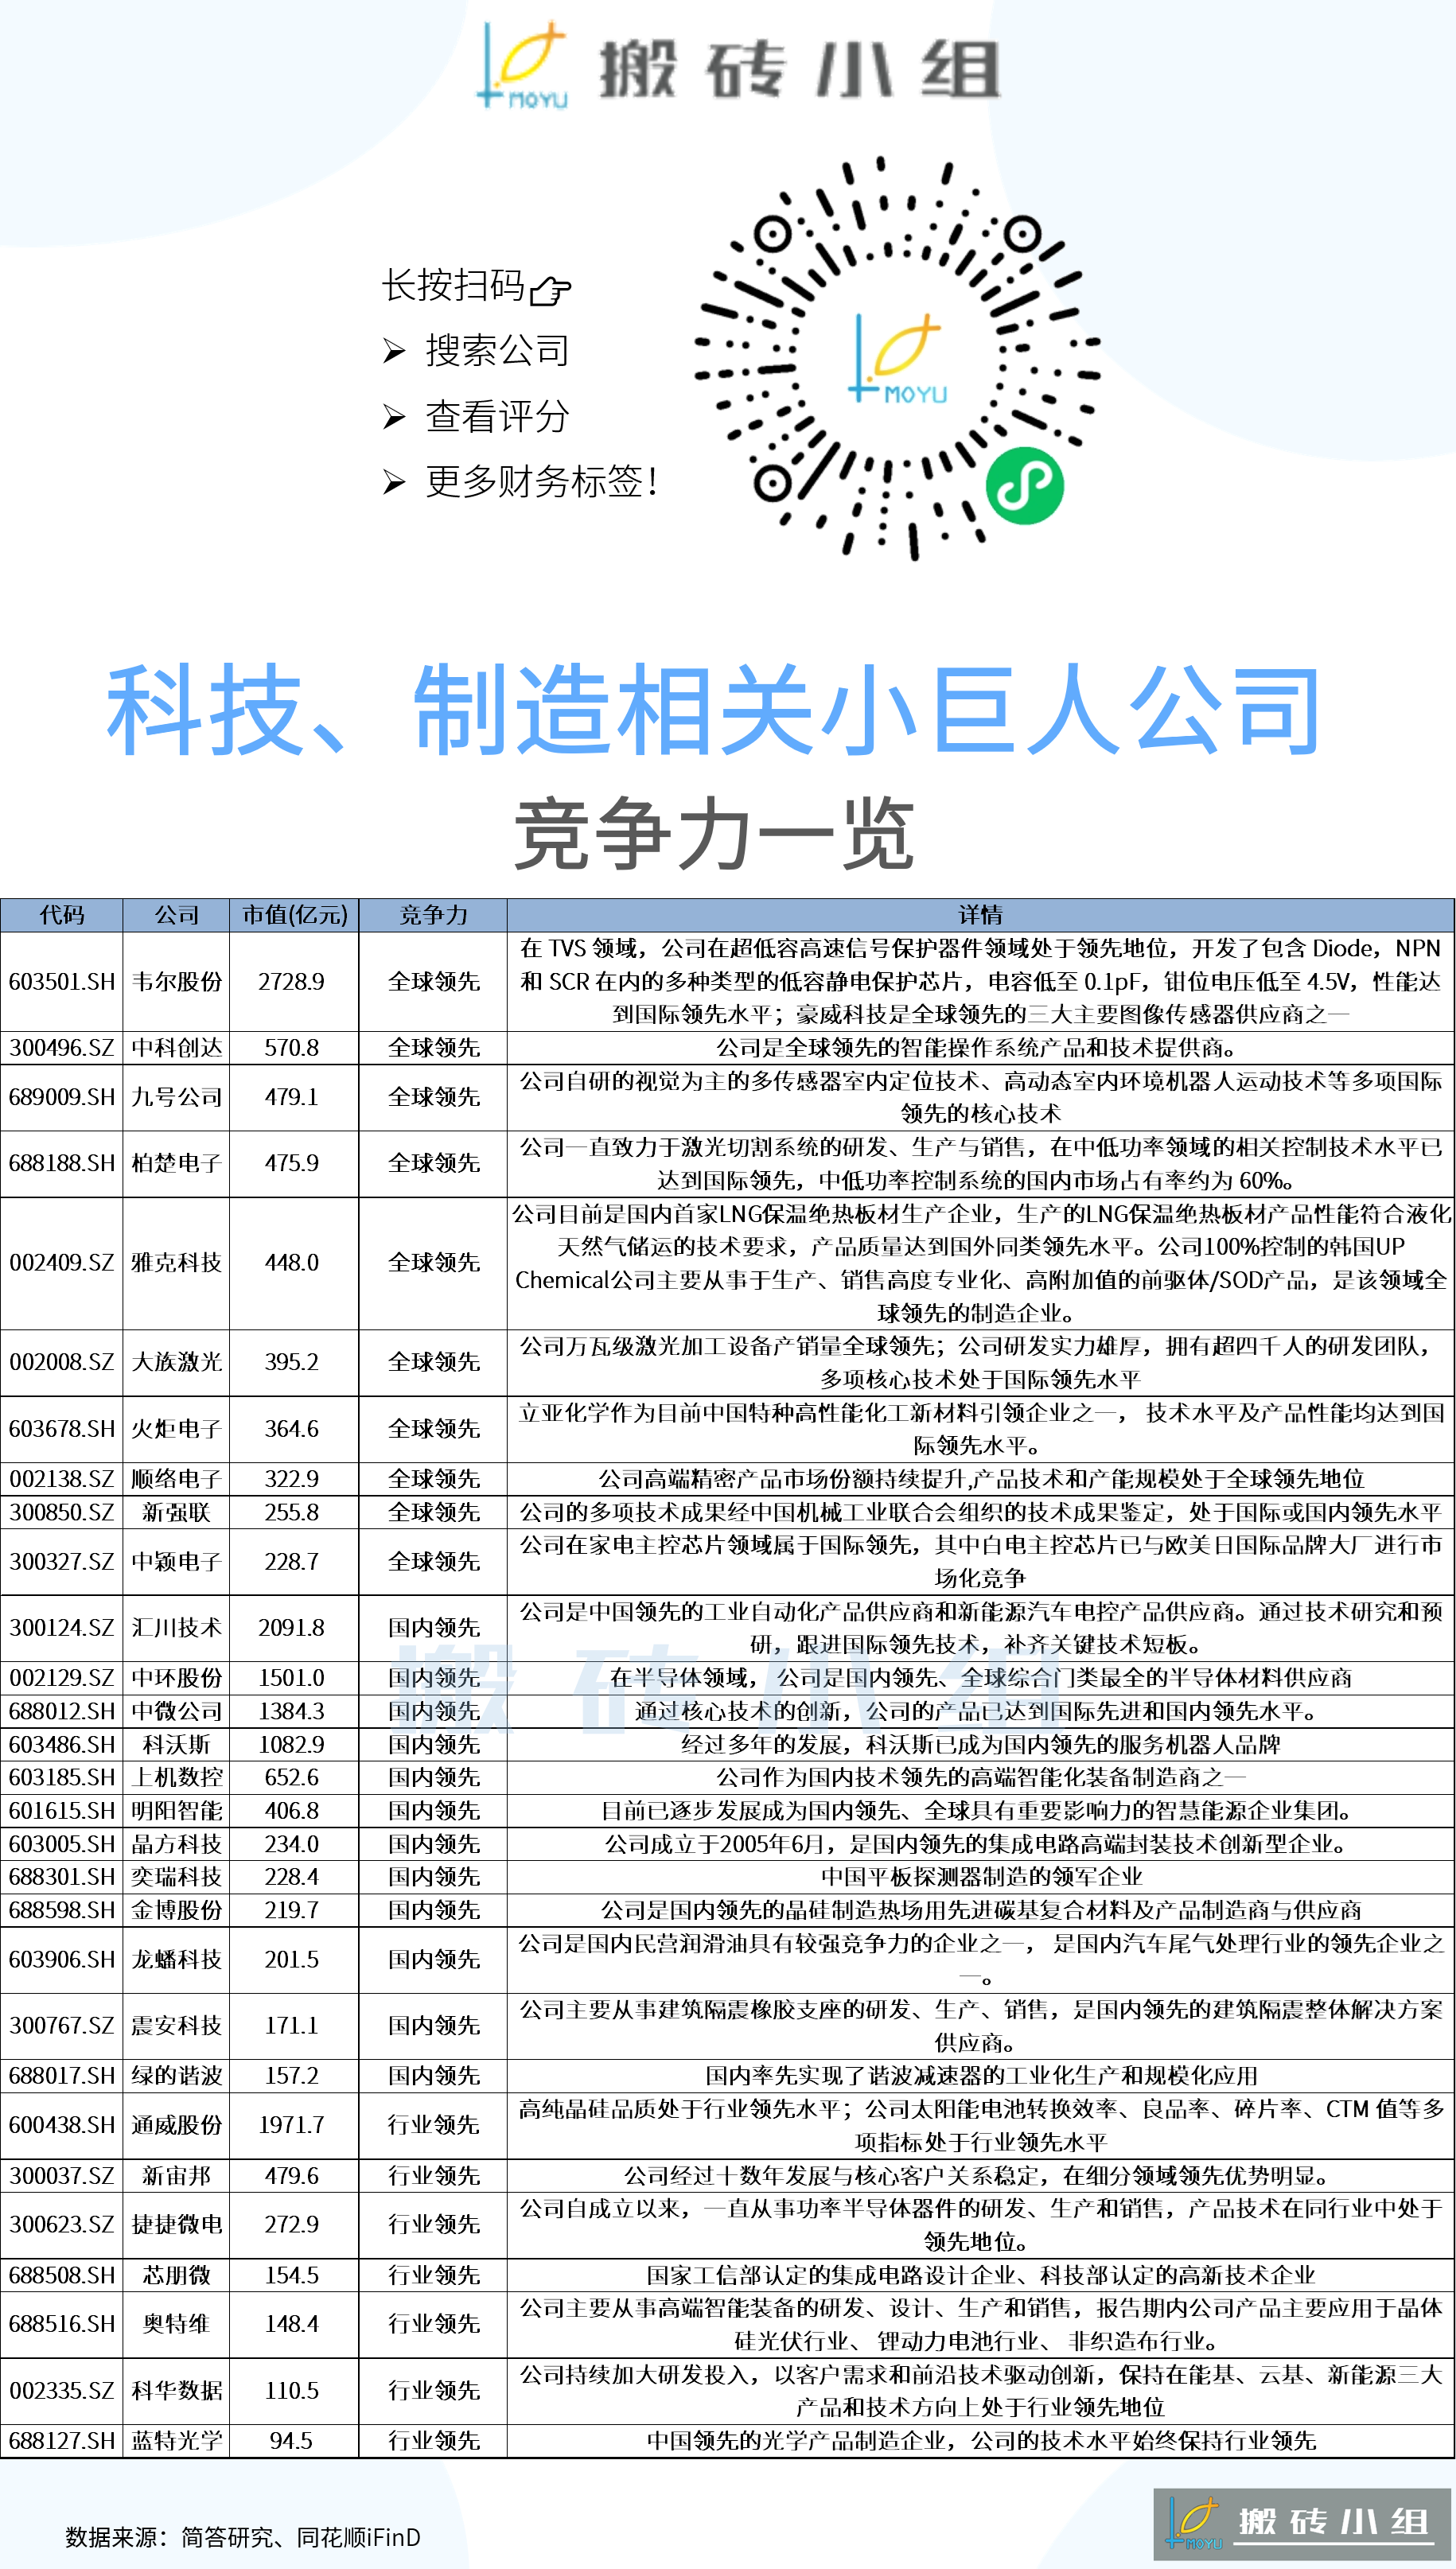 MOYU 搬砖小组
长按扫码
搜索公司
查看评分
更多财务标签！
MOYU
科技、制造相关小巨人公司
竞争力一览
代码 公司 市值(亿元) 竞争力 详情
603501.SH 韦尔股份 2728.9 全球领先 在 TVS 领域，公司在超低容高速信号保护器件领域处于领先地位，开发了包含 Diode，NPN
和 SCR 在内的多种类型的低容静电保护芯片，电容低至 0.1pF，钳位电压低至 4.5V，性能达
到国际领先水平；豪威科技是全球领先的三大主要图像传感器供应商之一
300496.SZ 中科创达 570.8 全球领先 公司是全球领先的智能操作系统产品和技术提供商。
689009.SH 九号公司 479.1 全球领先 公司自研的视觉为主的多传感器室内定位技术、高动态室内环境机器人运动技术等多项国际
领先的核心技术
688188.SH 柏楚电子 475.9 全球领先 公司一直致力于激光切割系统的研发、生产与销售，在中低功率领域的相关控制技术水平已
达到国际领先，中低功率控制系统的国内市场占有率约为 60%。
002409.SZ 雅克科技 448.0 全球领先 公司目前是国内首家LNG保温绝热板材生产企业，生产的LNG保温绝热板材产品性能符合液化
天然气储运的技术要求，产品质量达到国外同类领先水平。公司100%控制的韩国UP
Chemical公司主要从事于生产、销售高度专业化、高附加值的前驱体/SOD产品，是该领域全
球领先的制造企业。
002008.SZ 大族激光 395.2 全球领先 公司万瓦级激光加工设备产销量全球领先；公司研发实力雄厚，拥有超四千人的研发团队，
多项核心技术处于国际领先水平
603678.SH 火炬电子 364.6 全球领先 立亚化学作为目前中国特种高性能化工新材料引领企业之一， 技术水平及产品性能均达到国
际领先水平。
002138.SZ 顺络电子 322.9 全球领先 公司高端精密产品市场份额持续提升,产品技术和产能规模处于全球领先地位
300850.SZ 新强联 255.8 全球领先 公司的多项技术成果经中国机械工业联合会组织的技术成果鉴定，处于国际或国内领先水平
300327.SZ 中颖电子 228.7 全球领先 公司在家电主控芯片领域属于国际领先，其中白电主控芯片已与欧美日国际品牌大厂进行市
场化竞争
300124.SZ 汇川技术 2091.8 国内领先 公司是中国领先的工业自动化产品供应商和新能源汽车电控产品供应商。通过技术研究和预
研，跟进国际领先技术，补齐关键技术短板。
002129.SZ 中环股份 1501.0 国内领先 在半导体领域， 公司是国内领先、全球综合门类最全的半导体材料供应商
688012.SH 中微公司 1384.3 国内领先 通过核心技术的创新，公司的产品已达到国际先进和国内领先水平。
603486.SH 科沃斯 1082.9 国内领先 经过多年的发展，科沃斯已成为国内领先的服务机器人品牌
603185.SH 上机数控 652.6 国内领先 公司作为国内技术领先的高端智能化装备制造商之一
601615.SH 明阳智能 406.8 国内领先 目前已逐步发展成为国内领先、全球具有重要影响力的智慧能源企业集团。
603005.SH 晶方科技 234.0 国内领先 公司成立于2005年6月，是国内领先的集成电路高端封装技术创新型企业。
688301.SH 奕瑞科技 228.4 国内领先 中国平板探测器制造的领军企业
688598.SH 金博股份 219.7 国内领先 公司是国内领先的晶硅制造热场用先进碳基复合材料及产品制造商与供应商
603906.SH 龙蟠科技 201.5 国内领先 公司是国内民营润滑油具有较强竞争力的企业之一， 是国内汽车尾气处理行业的领先企业之
一。
300767.SZ 震安科技 171.1 国内领先 公司主要从事建筑隔震橡胶支座的研发、生产、销售，是国内领先的建筑隔震整体解决方案
供应商。
688017.SH 绿的谐波 157.2 国内领先 国内率先实现了谐波减速器的工业化生产和规模化应用
600438.SH 通威股份 1971.7 行业领先 高纯晶硅品质处于行业领先水平；公司太阳能电池转换效率、良品率、碎片率、CTM 值等多
项指标处于行业领先水平
300037.SZ 新宙邦 479.6 行业领先 公司经过十数年发展与核心客户关系稳定，在细分领域领先优势明显。
300623.SZ 捷捷微电 272.9 行业领先 公司自成立以来，一直从事功率半导体器件的研发、生产和销售，产品技术在同行业中处于
领先地位。
688508.SH 芯朋微 154.5 行业领先 国家工信部认定的集成电路设计企业、科技部认定的高新技术企业
688516.SH 奥特维 148.4 行业领先 公司主要从事高端智能装备的研发、设计、生产和销售，报告期内公司产品主要应用于晶体
硅光伏行业、 锂动力电池行业、 非织造布行业。
002335.SZ 科华数据 110.5 行业领先 公司持续加大研发投入，以客户需求和前沿技术驱动创新，保持在能基、云基、新能源三大
产品和技术方向上处于行业领先地位
688127.SH 蓝特光学 94.5 行业领先 中国领先的光学产品制造企业，公司的技术水平始终保持行业领先
搬砖小组
数据来源：简答研究、同花顺iFinD
MOYU 搬砖小组